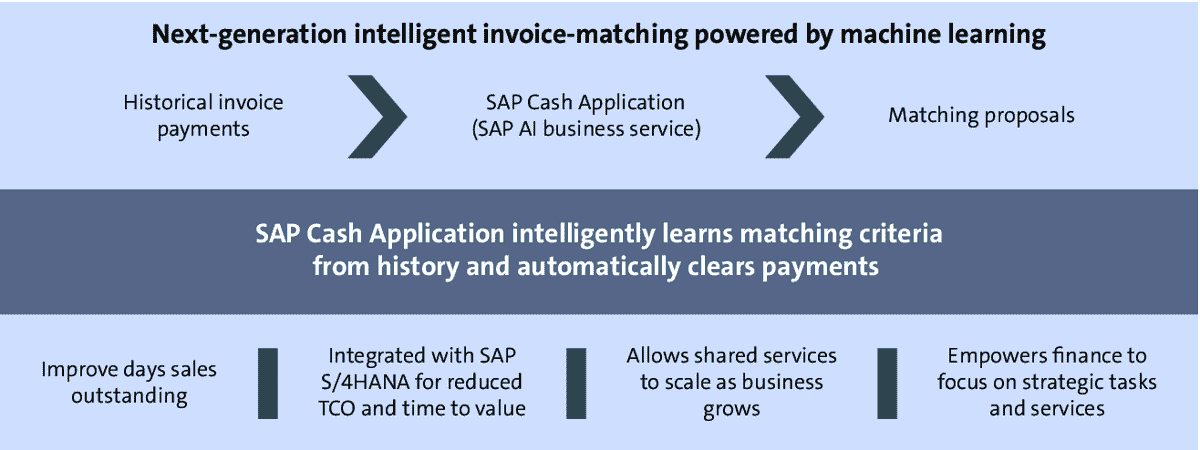 Next-generation intelligent invoice-matching powered by machine learning
Historical invoice
payments
SAP Cash Application
(SAP AI business service)
Matching proposals
SAP Cash Application intelligently learns matching criteria
from history and automatically clears payments
Improve days sales
outstanding
Integrated with SAP
S/4HANA for reduced
TCO and time to value
Allows shared services
to scale as business
grows
Empowers finance to
focus on strategic tasks
and services